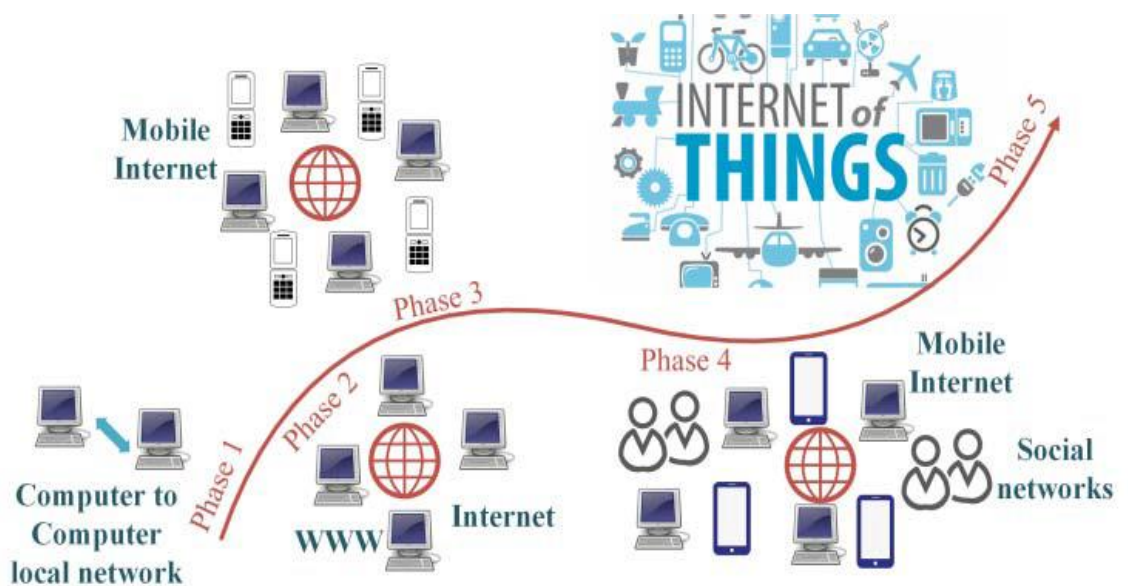 Mobile
Internet
INTERNET of
THINGS
Phase 5
Phase 3
Phase 4
Mobile
Internet
Phase 2
Phase 1
Computer to
Computer
local network
WWW
Internet
Social
networks